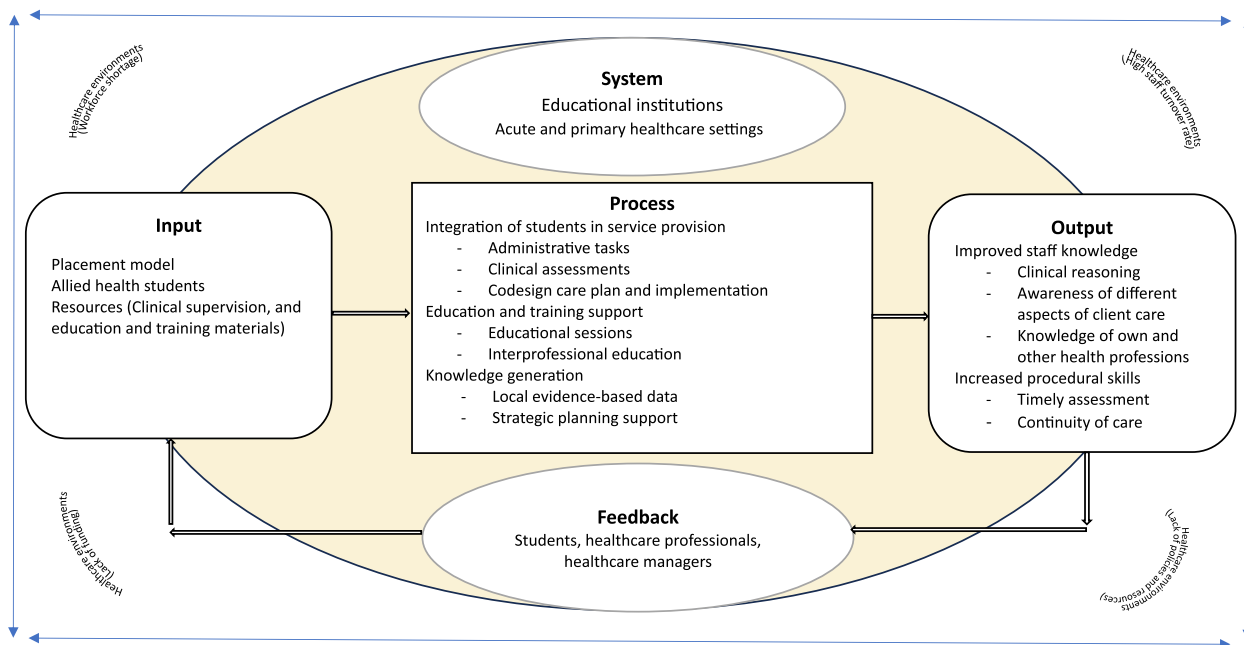 Healthcare environments
(Workforce shortage)
Healthcare environments
(High staff turnover rate)
System
Educational institutions
Acute and primary healthcare settings
Input
Placement model
Allied health students
Resources (Clinical supervision, and
education and training materials)
Process
Integration of students in service provision
- Administrative tasks
- Clinical assessments
- Codesign care plan and implementation
Education and training support
- Educational sessions
- Interprofessional education
Knowledge generation
- Local evidence-based data
- Strategic planning support
Output
Improved staff knowledge
- Clinical reasoning
- Awareness of different
aspects of client care
- Knowledge of own and
other health professions
Increased procedural skills
- Timely assessment
- Continuity of care
Feedback
Students, healthcare professionals,
healthcare managers
Healthcare environments
(Lack of funding)
Healthcare environments
(Lack of policies and resources)